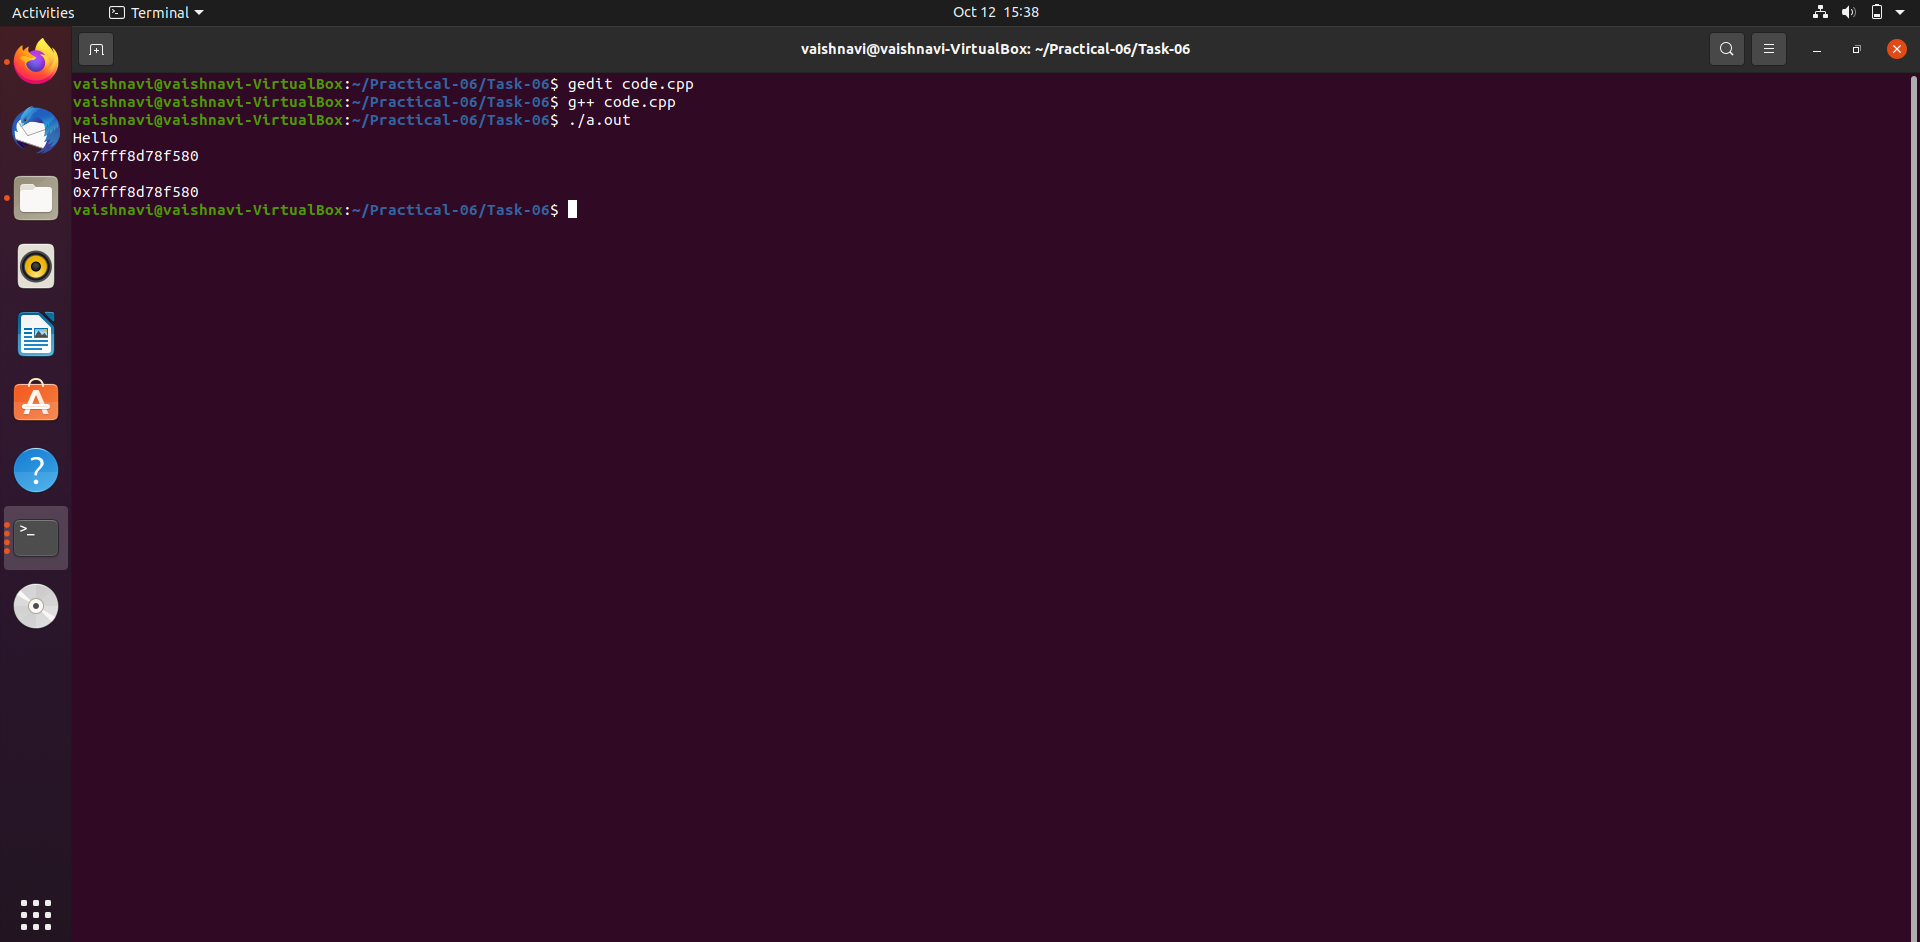 Activities
Terminal
Oct 12 15:38
vaishnavi@vaishnavi-VirtualBox: ~/Practical-06/Task-06
vaishnavi@vaishnavi-VirtualBox:~/Practical-06/Task-06$ gedit code.cpp
vaishnavi@vaishnavi-VirtualBox:~/Practical-06/Task-06$ g++ code.cpp
vaishnavi@vaishnavi-VirtualBox:~/Practical-06/Task-06$ ./a.out
Hello
0x7fff8d78f580
Jello
0x7fff8d78f580
vaishnavi@vaishnavi-VirtualBox:~/Practical-06/Task-06$